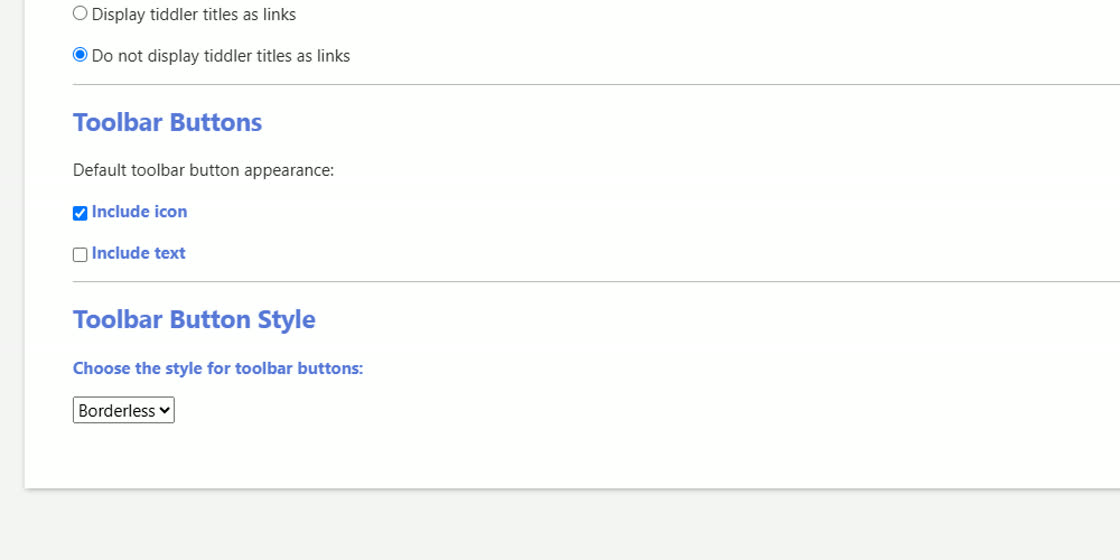 Display tiddler titles as links
Do not display tiddler titles as links
Toolbar Buttons
Default toolbar button appearance:
Include icon
Include text
Toolbar Button Style
Choose the style for toolbar buttons:
Borderless